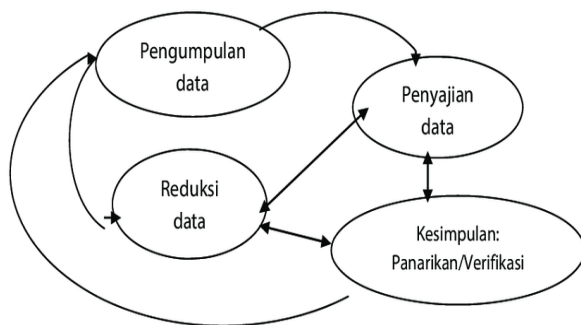 Pengumpulan
data
Penyajian
data
Reduksi
data
Kesimpulan:
Panarikan/Verifikasi